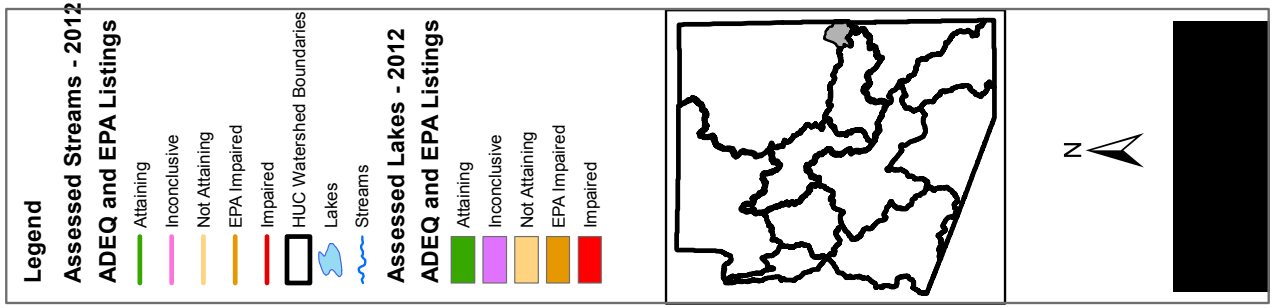 Legend
Assessed Streams - 2012
ADEQ and EPA Listings
Attaining
Inconclusive
Not Attaining
EPA Impaired
Impaired
HUC Watershed Boundaries
Lakes
Streams
Assessed Lakes - 2012
ADEQ and EPA Listings
Attaining
Inconclusive
Not Attaining
EPA Impaired
Impaired
N